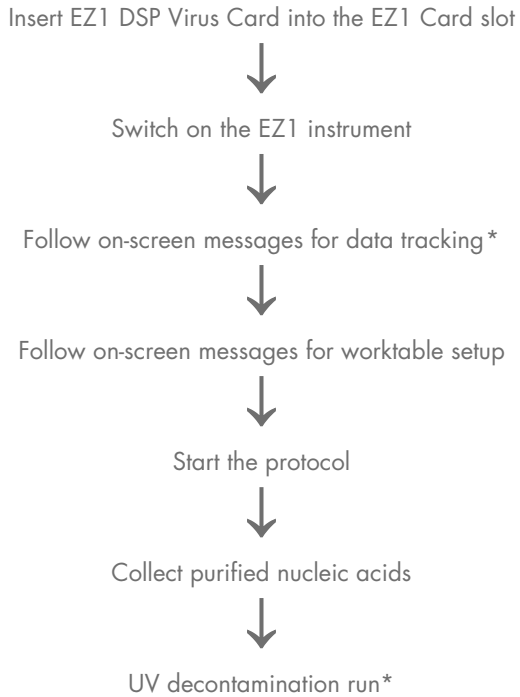 Insert EZ1 DSP Virus Card into the EZ1 Card slot
Switch on the EZ1 instrument
Follow on-screen messages for data tracking*
Follow on-screen messages for worktable setup
Start the protocol
Collect purified nucleic acids
UV decontamination run*